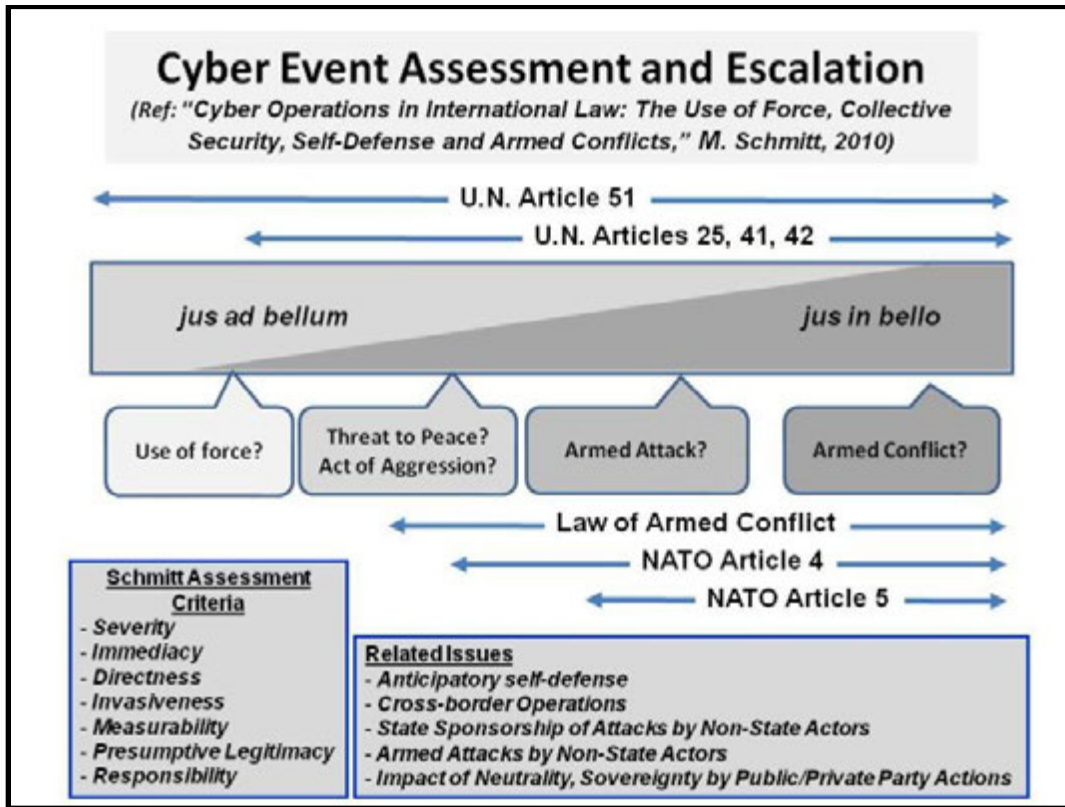 Cyber Event Assessment and Escalation
(Ref: "Cyber Operations in International Law: The Use of Force, Collective
Security, Self-Defense and Armed Conflicts," M. Schmitt, 2010)
U.N. Article 51
U.N. Articles 25, 41, 42
jus ad bellum
jus in bello
Use of force?
Threat to Peace?
Act of Aggression?
Armed Attack?
Armed Conflict?
Law of Armed Conflict
NATO Article 4
NATO Article 5
Schmitt Assessment
Criteria
- Severity
- Immediacy
- Directness
- Invasiveness
- Measurability
- Presumptive Legitimacy
- Responsibility
Related Issues
- Anticipatory self-defense
- Cross-border Operations
- State Sponsorship of Attacks by Non-State Actors
- Armed Attacks by Non-State Actors
- Impact of Neutrality, Sovereignty by Public/Private Party Actions